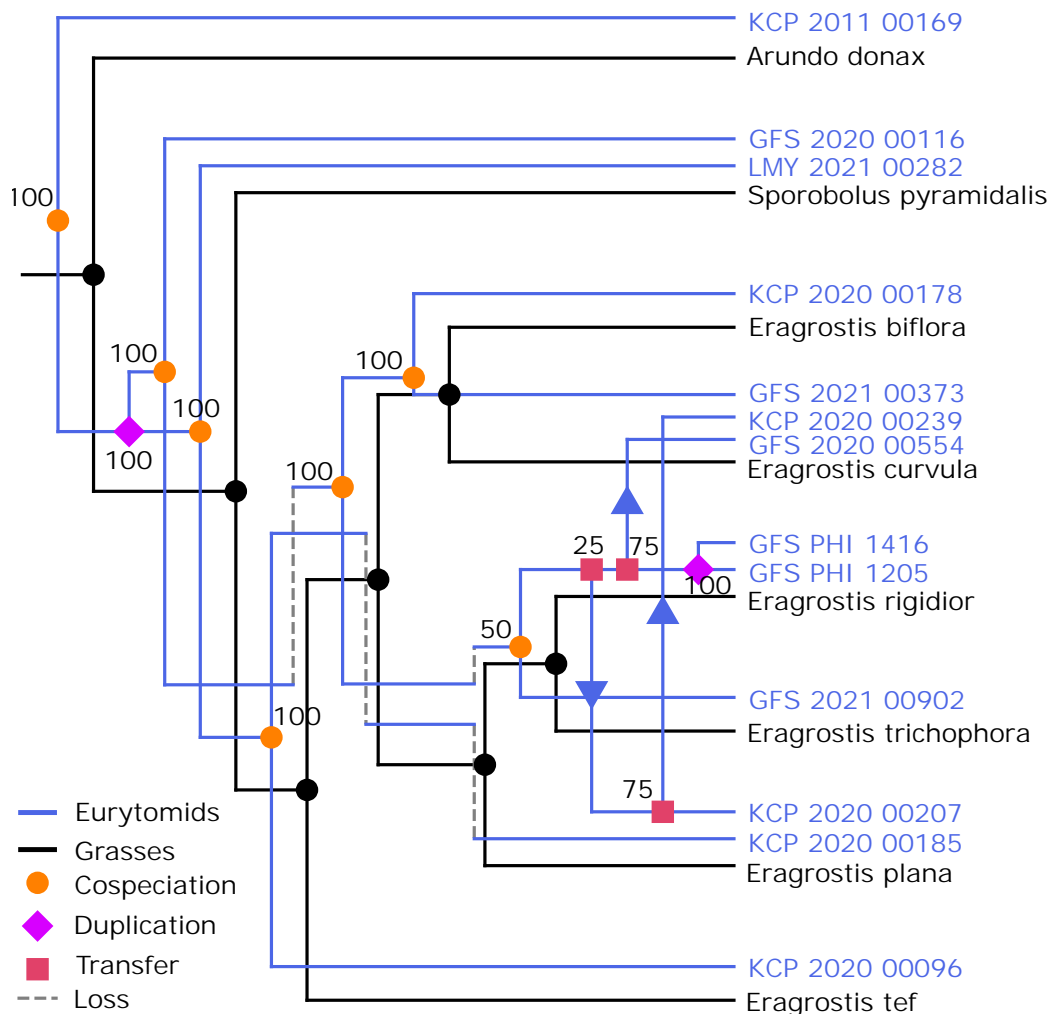 KCP 2011 00169
Arundo donax
GFS 2020 00116
LMY 2021 00282
Sporobolus pyramidalis
100
KCP 2020 00178
Eragrostis biflora
100
100
GFS 2021 00373
100
KCP 2020 00239
GFS 2020 00554
100
100
Eragrostis curvula
25
75
GFS PHI 1416
GFS PHI 1205
100
Eragrostis rigidior
50
GFS 2021 00902
100
Eragrostis trichophora
75
KCP 2020 00207
KCP 2020 00185
Eragrostis plana
Eurytomids
Grasses
Cospeciation
Duplication
Transfer
Loss
KCP 2020 00096
Eragrostis tef